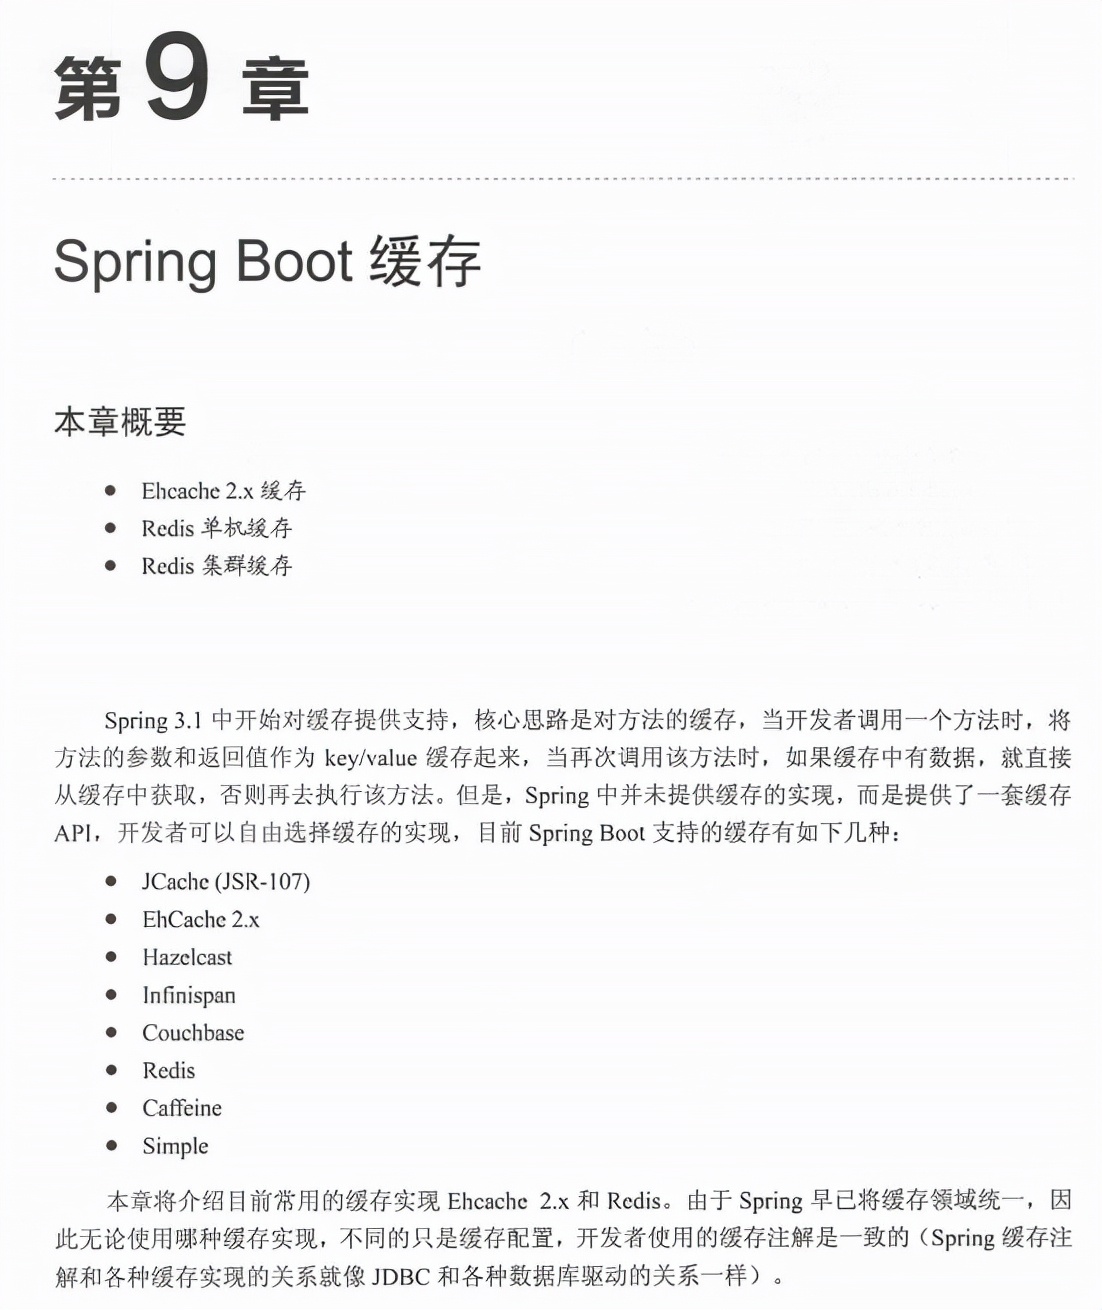 第9章
Spring Boot 缓存
本章概要
● Ehcache 2.x 缓存
● Redis 单机缓存
● Redis 集群缓存
Spring 3.1 中开始对缓存提供支持，核心思路是对方法的缓存，当开发者调用一个方法时，将
方法的参数和返回值作为 key/value 缓存起来，当再次调用该方法时，如果缓存中有数据，就直接
从缓存中获取，否则再去执行该方法。但是，Spring 中并未提供缓存的实现，而是提供了一套缓存
API，开发者可以自由选择缓存的实现，目前 Spring Boot 支持的缓存有如下几种：
● JCache (JSR-107)
● EhCache 2.x
● Hazelcast
● Infinispan
● Couchbase
● Redis
● Caffeine
● Simple
本章将介绍目前常用的缓存实现 Ehcache 2.x 和 Redis。由于 Spring 早已将缓存领域统一，因
此无论使用哪种缓存实现，不同的只是缓存配置，开发者使用的缓存注解是一致的（Spring 缓存注
解和各种缓存实现的关系就像 JDBC 和各种数据库驱动的关系一样）。